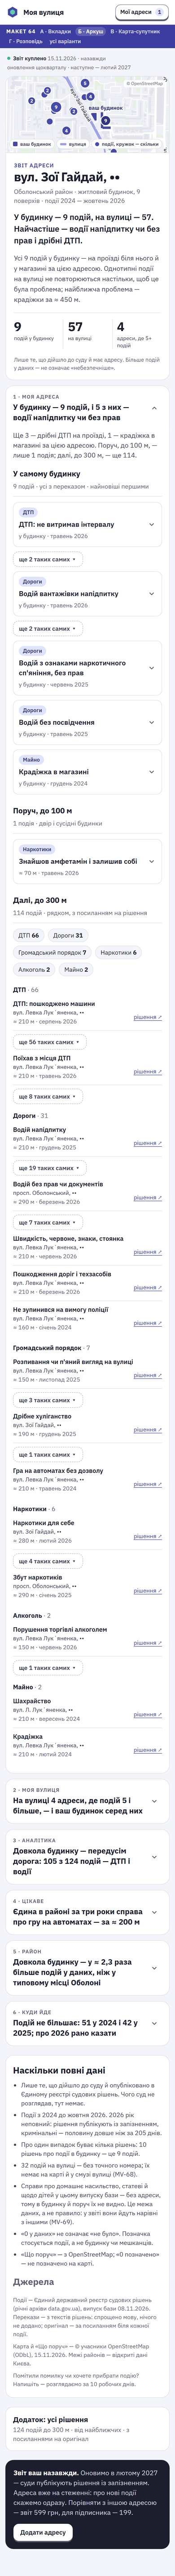 Моя вулиця
Мої адреси 1
МАКЕТ 64 А · Вкладки Б · Аркуш В · Карта-супутник
Г · Розповідь усі варіанти
Звіт куплено 15.11.2026 · назавжди
оновлення щокварталу · наступне — лютий 2027
© OpenStreetMap
ваш будинок
ваш будинок вулиця події, кружок — скільки
ЗВІТ АДРЕСИ
вул. Зої Гайдай, ••
Оболонський район · житловий будинок, 9
поверхів · події 2024 — жовтень 2026
У будинку — 9 подій, на вулиці — 57.
Найчастіше — водії напідпитку чи без
прав і дрібні ДТП.
Усі 9 подій у будинку — на проїзді біля нього й
у магазині за цією адресою. Однотипні події
на вулиці не повторюються настільки, щоб це
була проблема; найближча проблема —
крадіжки за ≈ 450 м.
9
подій у будинку
57
на вулиці
4
адреси, де 5+
подій
Лише те, що дійшло до суду й має адресу. Більше подій
у даних — не означає «небезпечніше».
1 · МОЯ АДРЕСА
У будинку — 9 подій, і 5 з них —
водії напідпитку чи без прав
Ще 3 — дрібні ДТП на проїзді, 1 — крадіжка в
магазині за цією адресою. Поруч, до 100 м, —
лише 1 подія; далі, до 300 м, — ще 114.
У самому будинку
9 подій · усі з переказом · найновіші першими
ДТП
ДТП: не витримав інтервалу
у будинку · травень 2026
ще 2 таких самих
Дороги
Водій вантажівки напідпитку
у будинку · травень 2026
ще 2 таких самих
Дороги
Водій з ознаками наркотичного
сп'яніння, без прав
у будинку · червень 2025
Дороги
Водій без посвідчення
у будинку · травень 2025
Майно
Крадіжка в магазині
у будинку · грудень 2024
Поруч, до 100 м
1 подія · двір і сусідні будинки
Наркотики
Знайшов амфетамін і залишив собі
≈ 70 м · травень 2026
Далі, до 300 м
114 подій · рядком, з посиланням на рішення
ДТП 66 Дороги 31
Громадський порядок 7 Наркотики 6
Алкоголь 2 Майно 2
ДТП · 66
ДТП: пошкоджено машини
вул. Левка Лук᾽яненка, ••
≈ 210 м · серпень 2026
рішення ↗
ще 56 таких самих
Поїхав з місця ДТП
вул. Левка Лук᾽яненка, ••
≈ 210 м · травень 2026
рішення ↗
ще 8 таких самих
Дороги · 31
Водій напідпитку
вул. Левка Лук᾽яненка, ••
≈ 210 м · грудень 2025
рішення ↗
ще 19 таких самих
Водій без прав чи документів
просп. Оболонський, ••
≈ 290 м · березень 2026
рішення ↗
ще 7 таких самих
Швидкість, червоне, знаки, стоянка
вул. Левка Лук᾽яненка, ••
≈ 210 м · червень 2026
рішення ↗
Пошкодження доріг і техзасобів
вул. Левка Лук᾽яненка, ••
≈ 210 м · березень 2026
рішення ↗
Не зупинився на вимогу поліції
вул. Левка Лук᾽яненка, ••
≈ 160 м · січень 2024
рішення ↗
Громадський порядок · 7
Розпивання чи п'яний вигляд на вулиці
вул. Левка Лук᾽яненка, ••
≈ 150 м · листопад 2025
рішення ↗
ще 3 таких самих
Дрібне хуліганство
вул. Зої Гайдай, ••
≈ 190 м · грудень 2025
рішення ↗
ще 1 таких самих
Гра на автоматах без дозволу
вул. Левка Лук᾽яненка, ••
≈ 210 м · травень 2024
рішення ↗
Наркотики · 6
Наркотики для себе
вул. Зої Гайдай, ••
≈ 280 м · лютий 2026
рішення ↗
ще 4 таких самих
Збут наркотиків
просп. Оболонський, ••
≈ 290 м · січень 2025
рішення ↗
Алкоголь · 2
Порушення торгівлі алкоголем
вул. Левка Лук᾽яненка, ••
≈ 150 м · червень 2026
рішення ↗
ще 1 таких самих
Майно · 2
Шахрайство
вул. Л. Лук᾽яненка, ••
≈ 210 м · вересень 2024
рішення ↗
Крадіжка
вул. Левка Лук᾽яненка, ••
≈ 210 м · лютий 2024
рішення ↗
2 · МОЯ ВУЛИЦЯ
На вулиці 4 адреси, де подій 5 і
більше, — і ваш будинок серед них
3 · АНАЛІТИКА
Довкола будинку — передусім
дорога: 105 з 124 подій — ДТП і
водії
4 · ЦІКАВЕ
Єдина в районі за три роки справа
про гру на автоматах — за ≈ 200 м
5 · РАЙОН
Довкола будинку — у ≈ 2,3 раза
більше подій у даних, ніж у
типовому місці Оболоні
6 · КУДИ ЙДЕ
Подій не більшає: 51 у 2024 і 42 у
2025; про 2026 рано казати
Наскільки повні дані
• Лише те, що дійшло до суду й опубліковано в
Єдиному реєстрі судових рішень. Чого суд не
розглядав, тут немає.
• Події з 2024 до жовтня 2026. 2026 рік
неповний: рішення публікують із запізненням,
кримінальні — половину довше ніж за 205 днів.
• Про один випадок буває кілька рішень: 10
рішень про події в будинку — це 9 подій.
• 32 події на вулиці — без точного номера; їх
немає на карті й у смузі вулиці (MV-68).
• Справи про домашнє насильство, статеві й
щодо дітей у цьому випуску бази — без адреси,
тому в будинку й поруч їх не видно. Це межа
даних, а не правило: у звіті вони йдуть нарівні
з іншими (MV-69).
• «0 у даних» не означає «не було». Позначка
стосується події, а не будинку чи мешканців.
• «Що поруч» — з OpenStreetMap; «0 позначено»
— не позначено на карті.
Джерела
Події — Єдиний державний реєстр судових рішень
(річні архіви data.gov.ua), випуск бази 08.11.2026.
Перекази — з текстів рішень: спрощено мову, нічого
не додано; оригінал — за посиланням біля кожної
події.
Карта й «Що поруч» — © учасники OpenStreetMap
(ODbL), 15.11.2026. Межі районів — відкриті дані
Києва.
Помітили помилку чи хочете прибрати подію?
Напишіть — розглядаємо за 10 робочих днів.
Додаток: усі рішення
124 події до 300 м · від найближчих · з
посиланнями на оригінал
Звіт ваш назавжди. Оновимо в лютому 2027
— суди публікують рішення із запізненням.
Адреса вже на стеженні: про нові події
скажемо одразу. Порівняти з іншою адресою
— звіт 599 грн, для підписника — 199.
Додати адресу